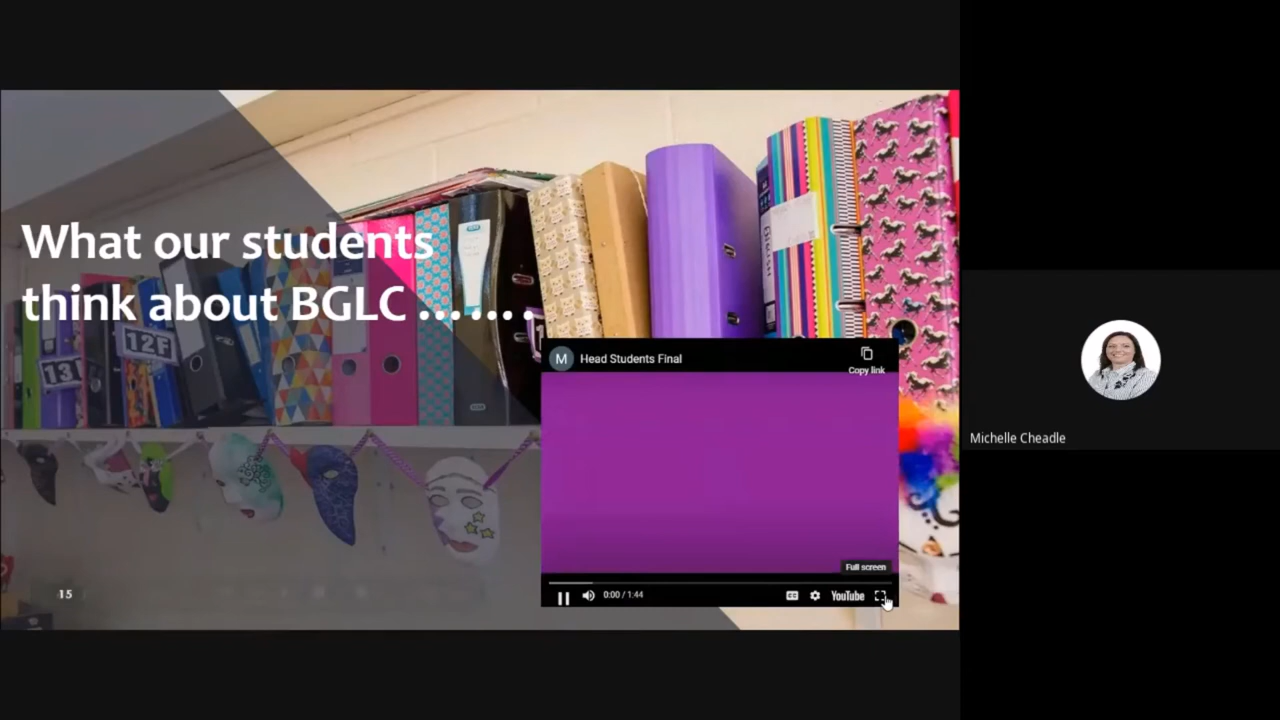 What our students
think about BGLC .......
12F
13
M
Head Students Final
Copy link
Full screen
0:00 / 1:44
YouTube
15
Michelle Cheadle